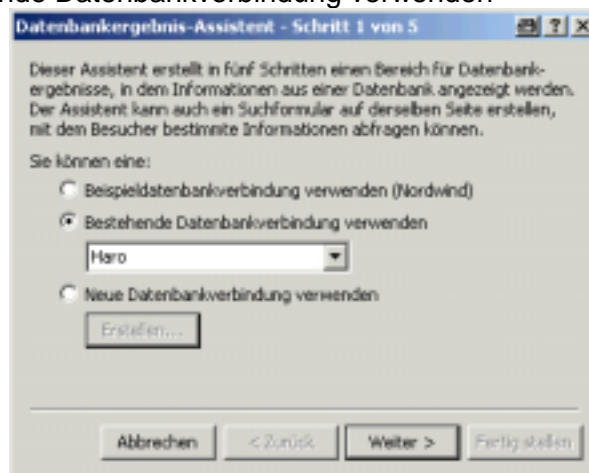 nde Datenbankverbindung verwenden
Datenbankergebnis-Assistent - Schritt 1 von 5
Dieser Assistent erstellt in fünf Schritten einen Bereich für Datenbank-
ergebnisse, in dem Informationen aus einer Datenbank angezeigt werden.
Der Assistent kann auch ein Suchformular auf derselben Seite erstellen,
mit dem Besucher bestimmte Informationen abfragen können.
Sie können eine:
Beispieldatenbankverbindung verwenden (Nordwind)
Bestehende Datenbankverbindung verwenden
Haro
Neue Datenbankverbindung verwenden
Erstellen...
Abbrechen < Zurück Weiter > Fertig stellen